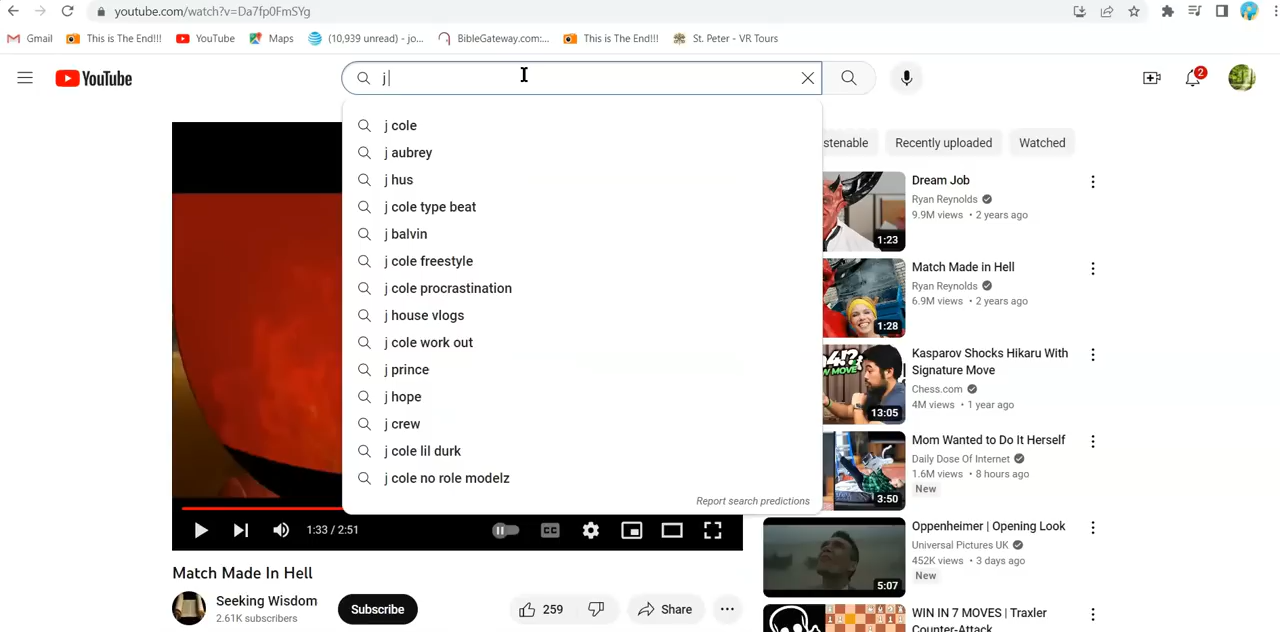 youtube.com/watch?v=Da7fp0FmSYg
Gmail This is The End!!! YouTube Maps (10,939 unread) - jo... BibleGateway.com:... This is The End!!! St. Peter - VR Tours
YouTube
j
2
j cole
j aubrey
j hus
j cole type beat
j balvin
j cole freestyle
j cole procrastination
j house vlogs
j cole work out
j prince
j hope
j crew
j cole lil durk
j cole no role modelz
Report search predictions
stenable Recently uploaded Watched
Dream Job
Ryan Reynolds
9.9M views • 2 years ago
1:23
Match Made in Hell
Ryan Reynolds
6.9M views • 2 years ago
1:28
Kasparov Shocks Hikaru With
Signature Move
Chess.com
4M views • 1 year ago
13:05
Mom Wanted to Do It Herself
Daily Dose Of Internet
1.6M views • 8 hours ago
New
3:50
Oppenheimer | Opening Look
Universal Pictures UK
452K views • 3 days ago
New
5:07
WIN IN 7 MOVES | Traxler
Counter-Attack
1:33 / 2:51
CC
Match Made In Hell
Seeking Wisdom
2.61K subscribers
Subscribe
259
Share